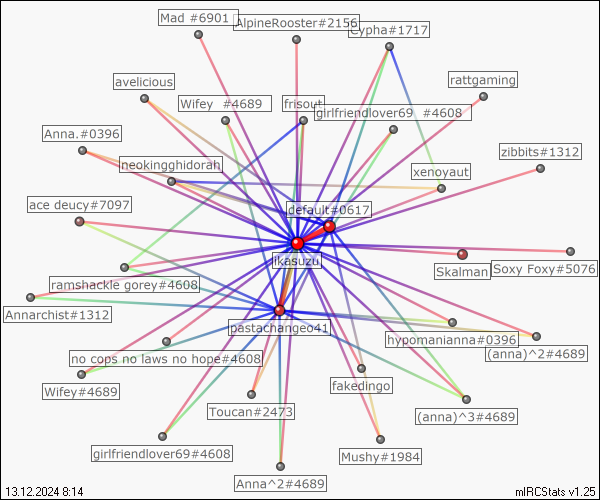 Mad #6901
AlpineRooster#2156
Cypha#1717
avelicious
rattgaming
Wifey  #4689
frisout
girlfriendlover69  #4608
Anna.#0396
zibbits#1312
neokingghidorah
xenoyaut
ace deucy#7097
default#0617
ikasuzu
Skalman
Soxy Foxy#5076
ramshackle gorey#4608
Annarchist#1312
pastachangeo41
hypomanianna#0396
(anna)^2#4689
no cops no laws no hope#4608
fakedingo
Wifey#4689
Toucan#2473
(anna)^3#4689
girlfriendlover69#4608
Mushy#1984
Anna^2#4689
13.12.2024 8:14
mIRCStats v1.25